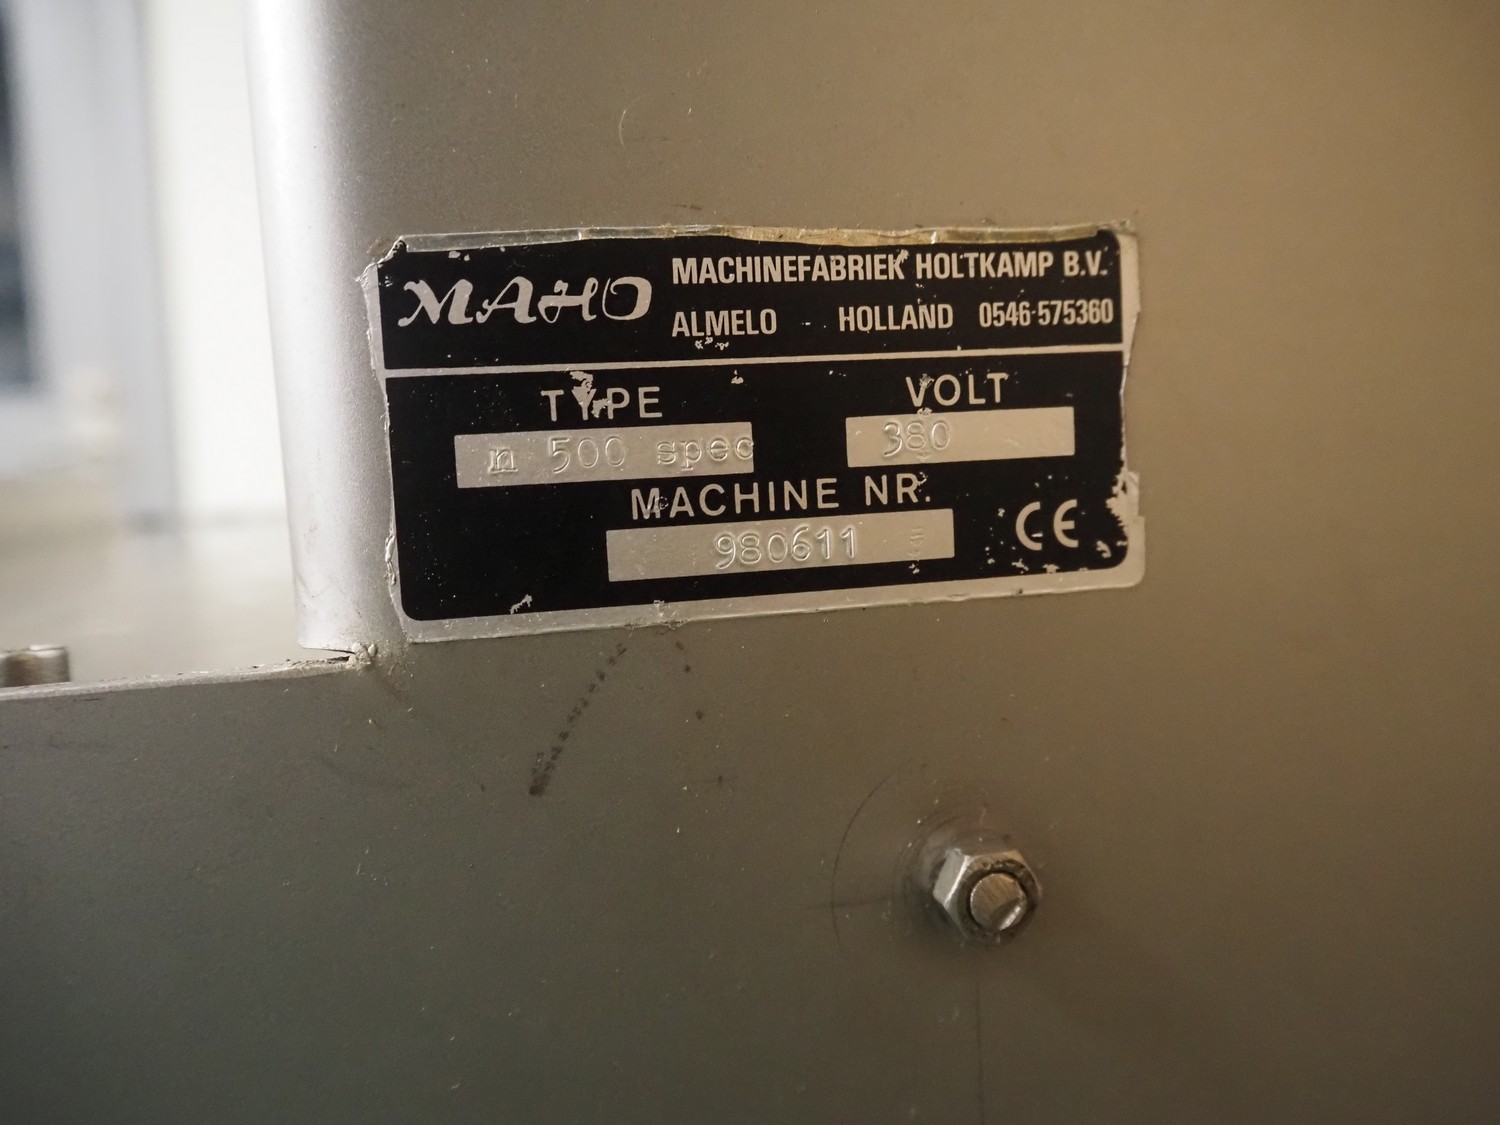 MAHO
MACHINEFABRIEK HOLTKAMP B.V.
ALMELO - HOLLAND 0546-575360
TYPE
n 500 spec
VOLT
380
MACHINE NR.
980611
CE